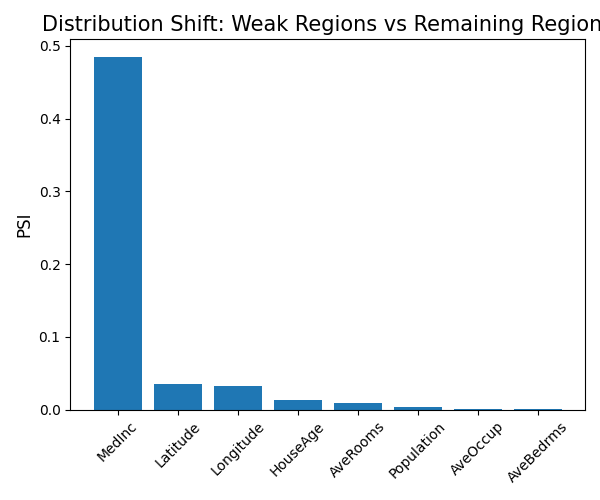 Distribution Shift: Weak Regions vs Remaining Region
0.5
0.4
0.3
0.2
0.1
0.0
PSI
MedInc
Latitude
Longitude
HouseAge
AveRooms
Population
AveOccup
AveBedrms